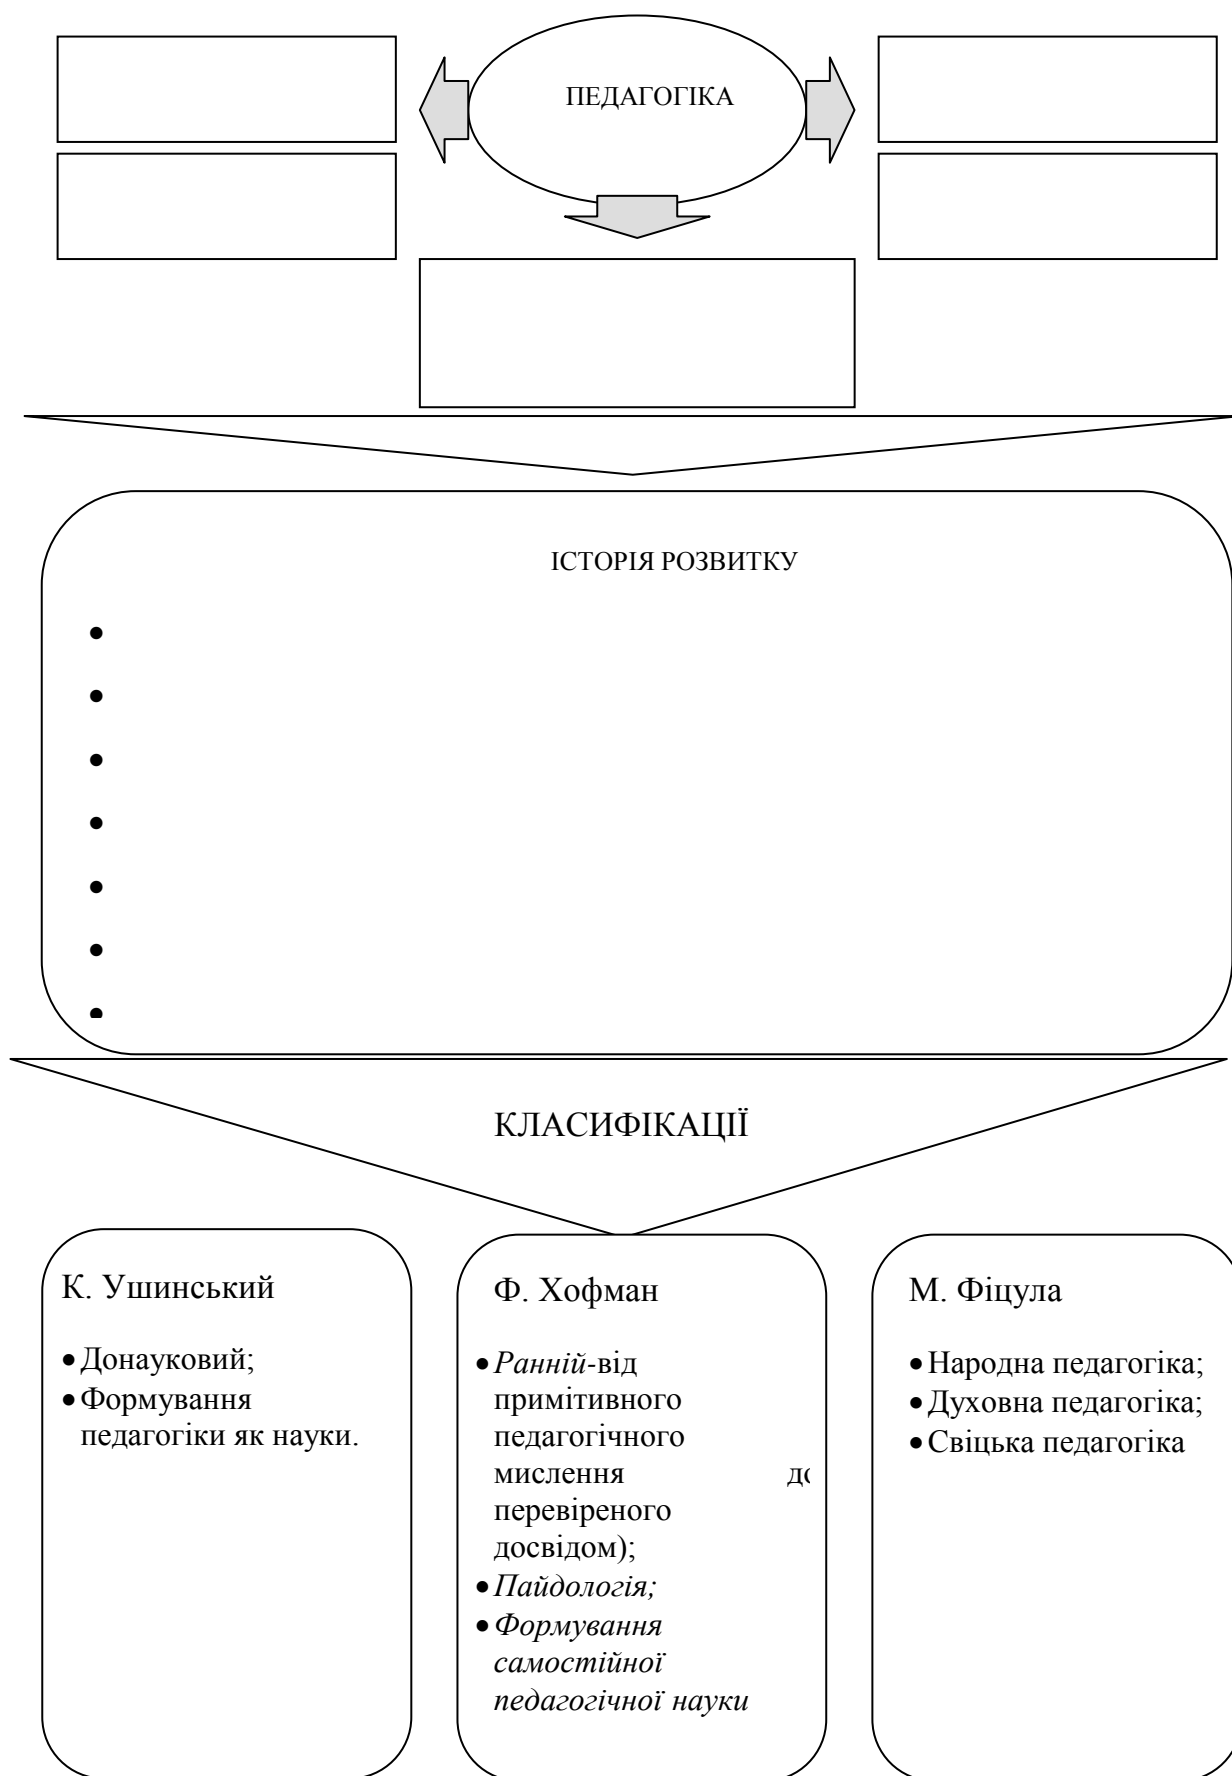 ПЕДАГОГІКА
ІСТОРІЯ РОЗВИТКУ
•
•
•
•
•
•
•
КЛАСИФІКАЦІЇ
К. Ушинський
• Донауковий;
• Формування
педагогіки як науки.
Ф. Хофман
• Ранній-від
примітивного
педагогічного
мислення
перевіреного
досвідом);
• Пайдологія;
• Формування
самостійної
педагогічної науки
М. Фіцула
• Народна педагогіка;
• Духовна педагогіка;
• Свіцька педагогіка